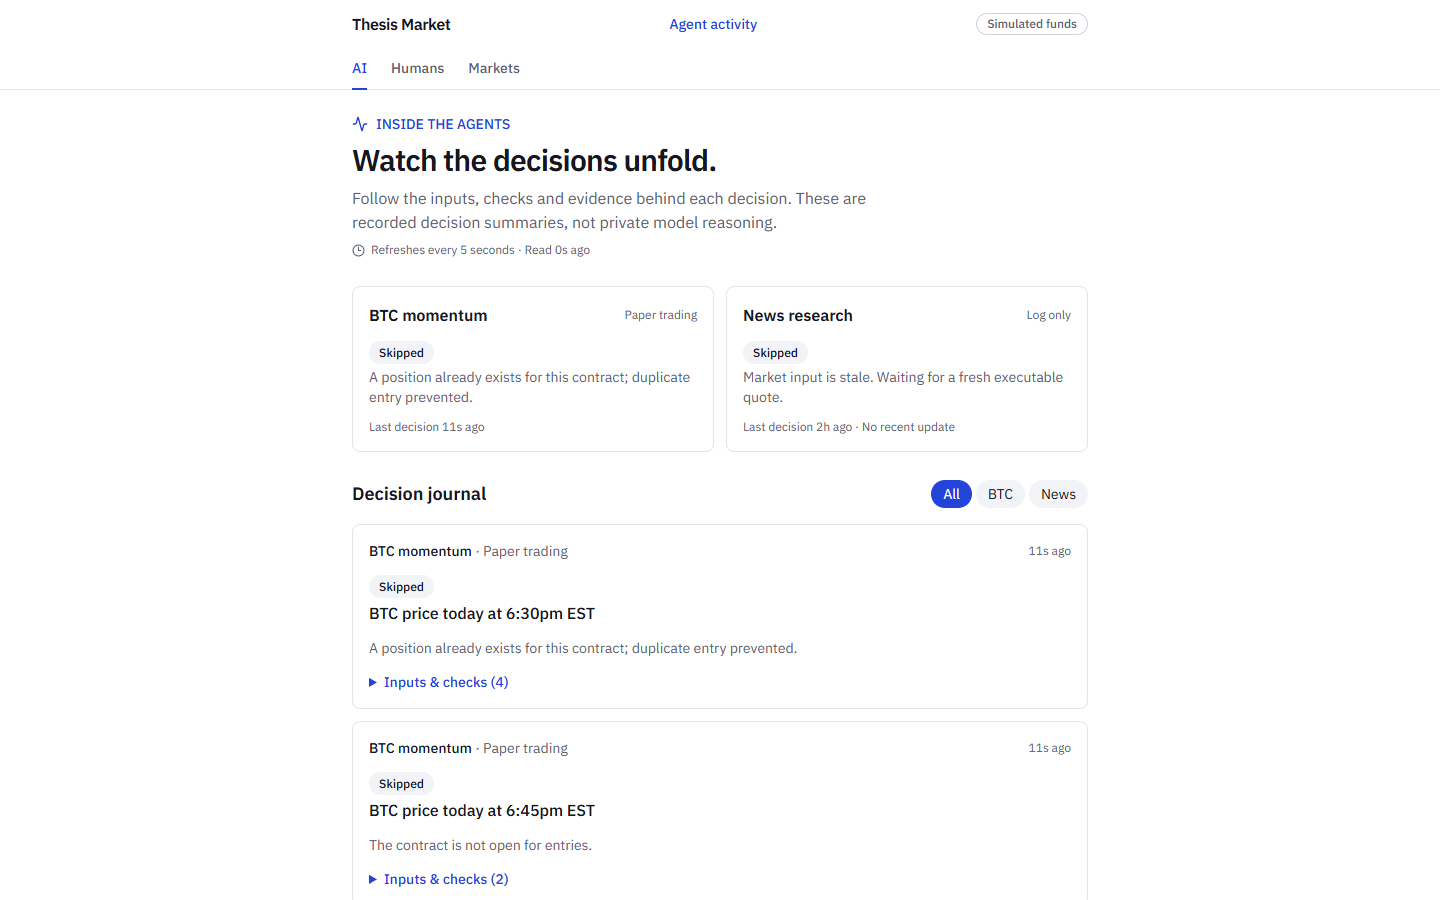 Thesis Market
Agent activity
Simulated funds
AI
Humans
Markets
INSIDE THE AGENTS
Watch the decisions unfold.
Follow the inputs, checks and evidence behind each decision. These are
recorded decision summaries, not private model reasoning.
Refreshes every 5 seconds · Read 0s ago
BTC momentum
Paper trading
Skipped
A position already exists for this contract; duplicate
entry prevented.
Last decision 11s ago
News research
Log only
Skipped
Market input is stale. Waiting for a fresh executable
quote.
Last decision 2h ago · No recent update
Decision journal
All
BTC
News
BTC momentum · Paper trading
11s ago
Skipped
BTC price today at 6:30pm EST
A position already exists for this contract; duplicate entry prevented.
Inputs & checks (4)
BTC momentum · Paper trading
11s ago
Skipped
BTC price today at 6:45pm EST
The contract is not open for entries.
Inputs & checks (2)